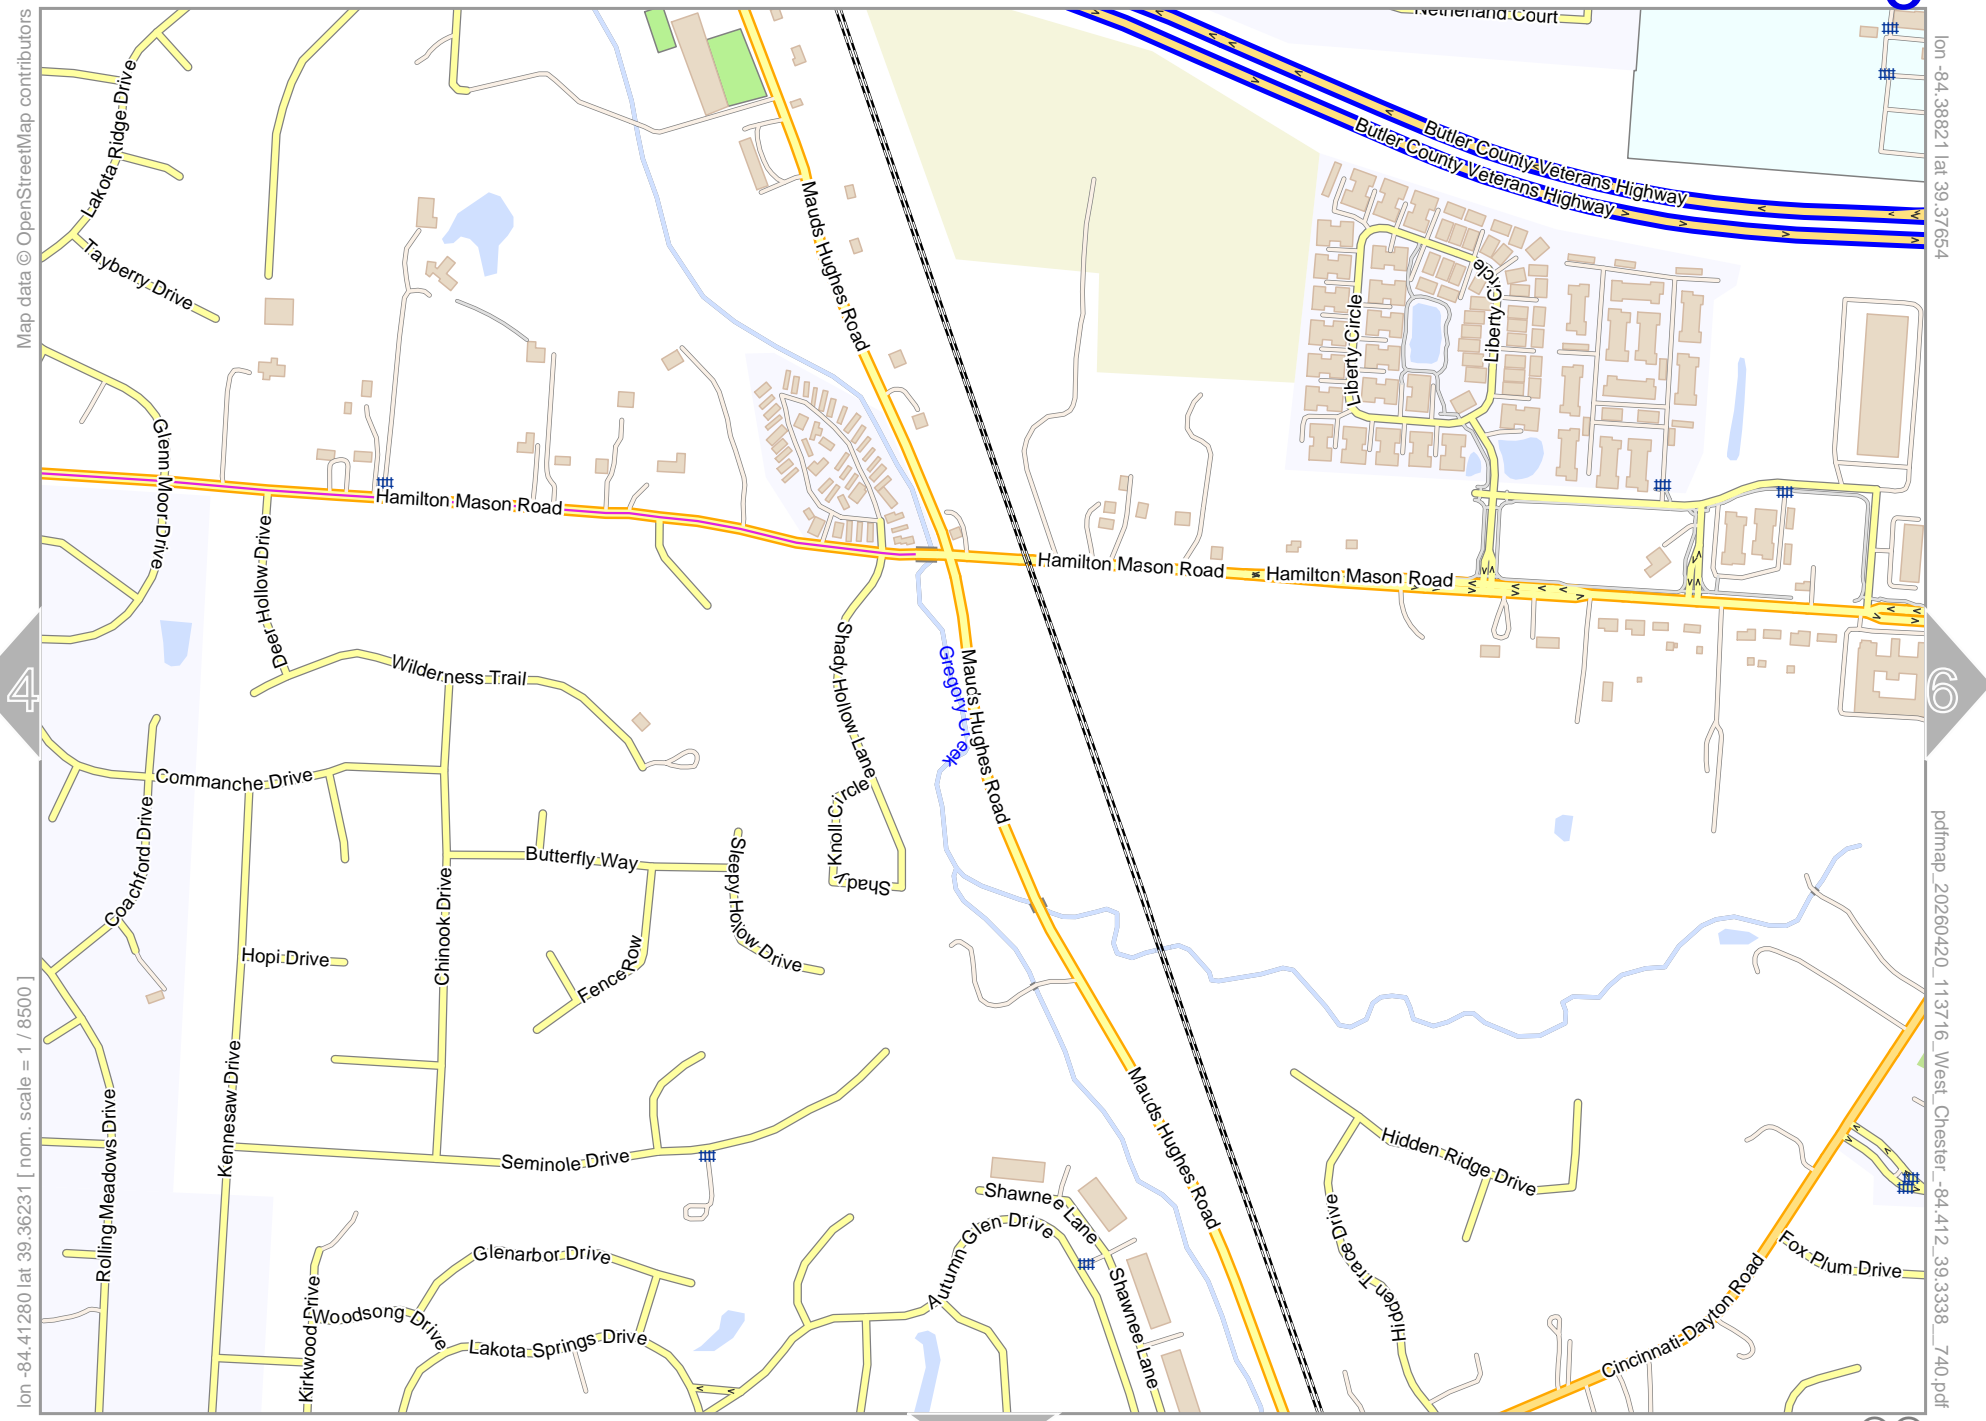 Netherland Court
Map data © OpenStreetMap contributors
lon -84.38821 lat 39.37654
Lakota Ridge Drive
Butler County Veterans Highway
Butler County Veterans Highway
Mauds Hughes Road
Tayberry Drive
Liberty Circle
Liberty Circle
Glenn Moor Drive
Hamilton Mason Road
Hamilton Mason Road
Hamilton Mason Road
Deer Hollow Drive
Shady Hollow Lane
Gregory Creek
Mauds Hughes Road
Wilderness Trail
4
6
Commanche Drive
Coachford Drive
Shady Knoll Circle
Butterfly Way
Sleepy Hollow Drive
Chinook Drive
Hopi Drive
Fence Row
Kennesaw Drive
Rolling Meadows Drive
Seminole Drive
Mauds Hughes Road
Hidden Ridge Drive
Hidden Trace Drive
Shawnee Lane
Autumn Glen Drive
Shawnee Lane
Glenarbor Drive
Woodsong Drive
Kirkwood Drive
Lakota Springs Drive
Fox Plum Drive
Cincinnati-Dayton Road
lon -84.41280 lat 39.36231 [ nom. scale = 1 / 8500 ]
pdfmap_20260420_113716_West_Chester_-84.412_39.3338__740.pdf